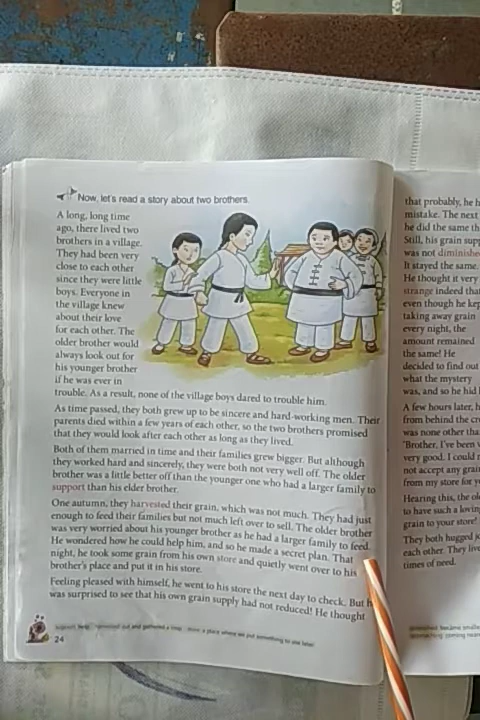 Now, let's read a story about two brothers.
A long, long time
ago, there lived two
brothers in a village.
They had been very
close to each other
since they were little
boys. Everyone in
the village knew
about their love
for each other. The
older brother would
always look out for
his younger brother
if he was ever in
trouble. As a result, none of the village boys dared to trouble him.
As time passed, they both grew up to be sincere and hard-working men. Their
parents died within a few years of each other, so the two brothers promised
that they would look after each other as long as they lived.
Both of them married in time and their families grew bigger. But although
they worked hard and sincerely, they were both not very well off. The older
brother was a little better off than the younger one who had a larger family to
support than his elder brother.
One autumn, they harvested their grain, which was not much. They had just
enough to feed their families but not much left over to sell. The older brother
was very worried about his younger brother as he had a larger family to feed.
He wondered how he could help him, and so he made a secret plan. That
night, he took some grain from his own store and quietly went over to his
brother's place and put it in his store.
Feeling pleased with himself, he went to his store the next day to check. But h
was surprised to see that his own grain supply had not reduced! He thought
24
that probably, he h
mistake. The next
he did the same th
Still, his grain supp
was not diminishe
It stayed the same.
He thought it very
strange indeed that
even though he kep
taking away grain
every night, the
amount remained
the same! He
decided to find out
what the mystery
was, and so he hid
A few hours later, h
from behind the cr
was none other tha
'Brother, I've been
very good. I could
not accept any grai
from my store for y
Hearing this, the ol
to have such a lovin
grain to your store!
They both hugged
each other. They live
times of need.